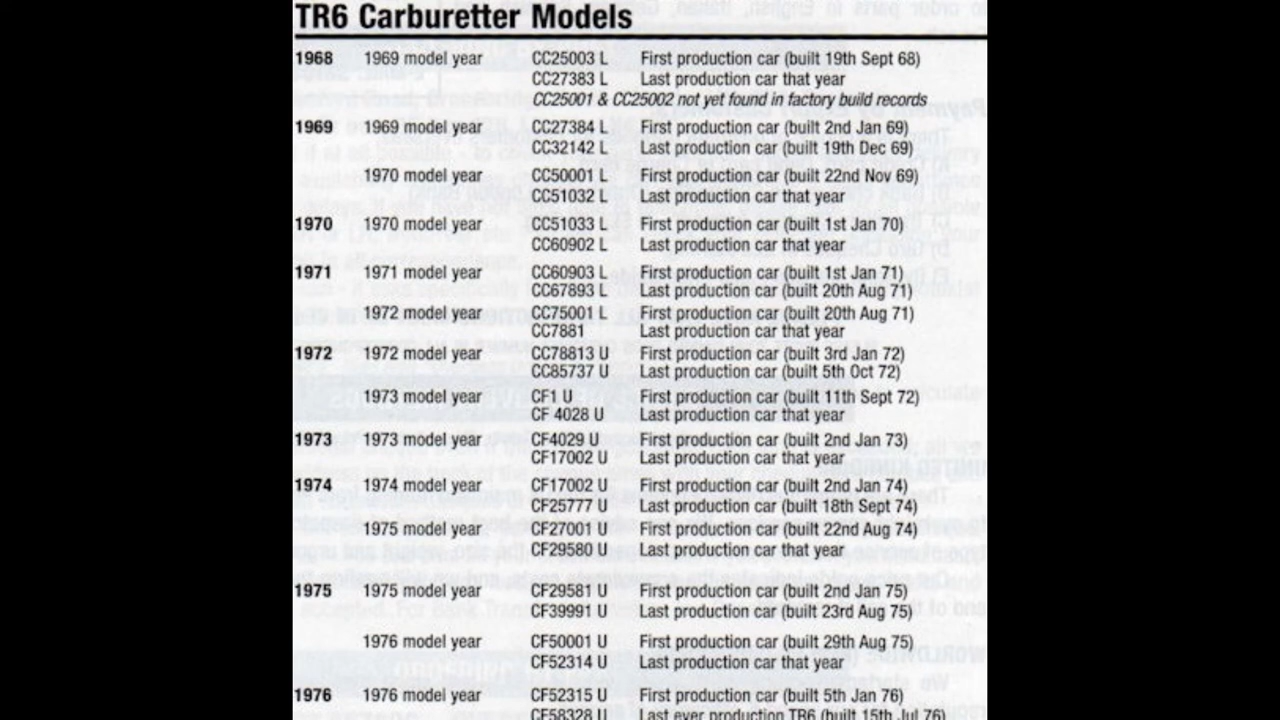 TR6 Carburetter Models
1968 1969 model year CC25003 L First production car (built 19th Sept 68)
CC27383 L Last production car that year
CC25001 & CC25002 not yet found in factory build records
1969 1969 model year CC27384 L First production car (built 2nd Jan 69)
CC32142 L Last production car (built 19th Dec 69)
1970 model year CC50001 L First production car (built 22nd Nov 69)
CC51032 L Last production car that year
1970 1970 model year CC51033 L First production car (built 1st Jan 70)
CC60902 L Last production car that year
1971 1971 model year CC60903 L First production car (built 1st Jan 71)
CC67893 L Last production car (built 20th Aug 71)
1972 model year CC75001 L First production car (built 20th Aug 71)
CC7881 Last production car that year
1972 1972 model year CC78813 U First production car (built 3rd Jan 72)
CC85737 U Last production car (built 5th Oct 72)
1973 model year CF1 U First production car (built 11th Sept 72)
CF 4028 U Last production car that year
1973 1973 model year CF4029 U First production car (built 2nd Jan 73)
CF17002 U Last production car that year
1974 1974 model year CF17002 U First production car (built 2nd Jan 74)
CF25777 U Last production car (built 18th Sept 74)
1975 model year CF27001 U First production car (built 22nd Aug 74)
CF29580 U Last production car that year
1975 1975 model year CF29581 U First production car (built 2nd Jan 75)
CF39991 U Last production car (built 23rd Aug 75)
1976 model year CF50001 U First production car (built 29th Aug 75)
CF52314 U Last production car that year
1976 1976 model year CF52315 U First production car (built 5th Jan 76)
CF58328 U Last ever production TR6 (built 15th Jul 76)